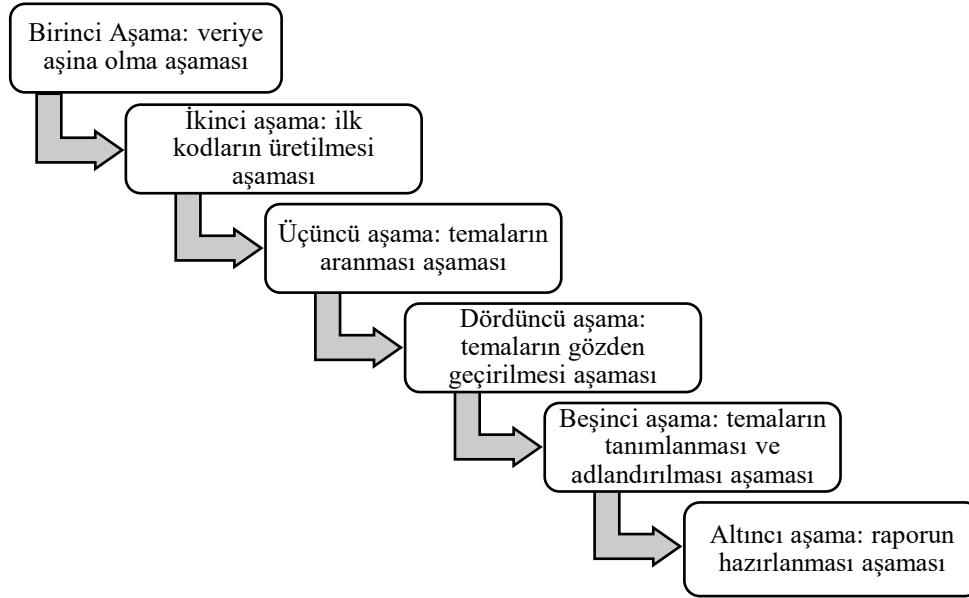 Birinci Aşama: veriye
aşina olma aşaması
İkinci aşama: ilk
kodların üretilmesi
aşaması
Üçüncü aşama: temaların
aranması aşaması
Dördüncü aşama:
temaların gözden
geçirilmesi aşaması
Beşinci aşama: temaların
tanımlanması ve
adlandırılması aşaması
Altıncı aşama: raporun
hazırlanması aşaması